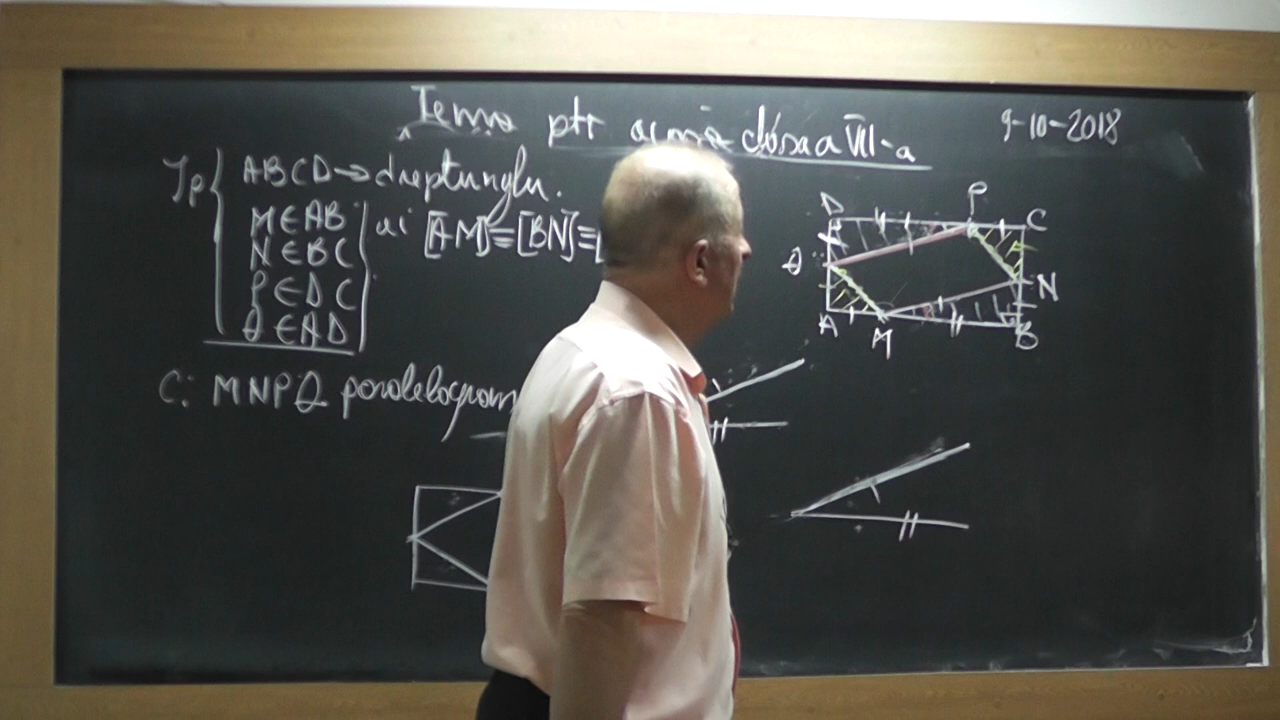 Tema ptr acasă clasa a VII-a
9-10-2018
Ip { ABCD → dreptunghi.
M ∈ AB
N ∈ BC
P ∈ DC
Q ∈ AD
ai [AM] ≡ [BN] ≡ [
C: MNPQ paralelogram
D P C
Q N
A M B